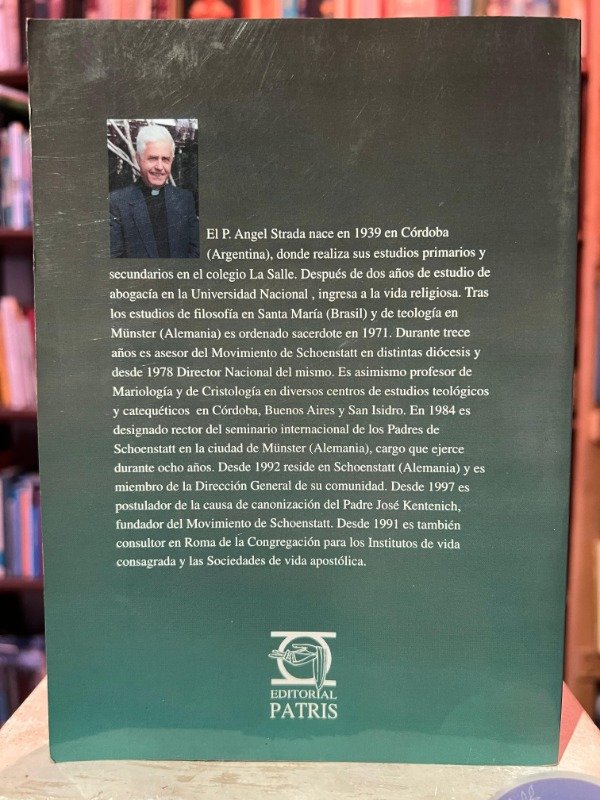 El P. Angel Strada nace en 1939 en Córdoba
(Argentina), donde realiza sus estudios primarios y
secundarios en el colegio La Salle. Después de dos años de estudio de
abogacía en la Universidad Nacional , ingresa a la vida religiosa. Tras
los estudios de filosofía en Santa María (Brasil) y de teología en
Münster (Alemania) es ordenado sacerdote en 1971. Durante trece
años es asesor del Movimiento de Schoenstatt en distintas diócesis y
desde 1978 Director Nacional del mismo. Es asimismo profesor de
Mariología y de Cristología en diversos centros de estudios teológicos
y catequéticos en Córdoba, Buenos Aires y San Isidro. En 1984 es
designado rector del seminario internacional de los Padres de
Schoenstatt en la ciudad de Münster (Alemania), cargo que ejerce
durante ocho años. Desde 1992 reside en Schoenstatt (Alemania) y es
miembro de la Dirección General de su comunidad. Desde 1997 es
postulador de la causa de canonización del Padre José Kentenich,
fundador del Movimiento de Schoenstatt. Desde 1991 es también
consultor en Roma de la Congregación para los Institutos de vida
consagrada y las Sociedades de vida apostólica.
EDITORIAL
PATRIS